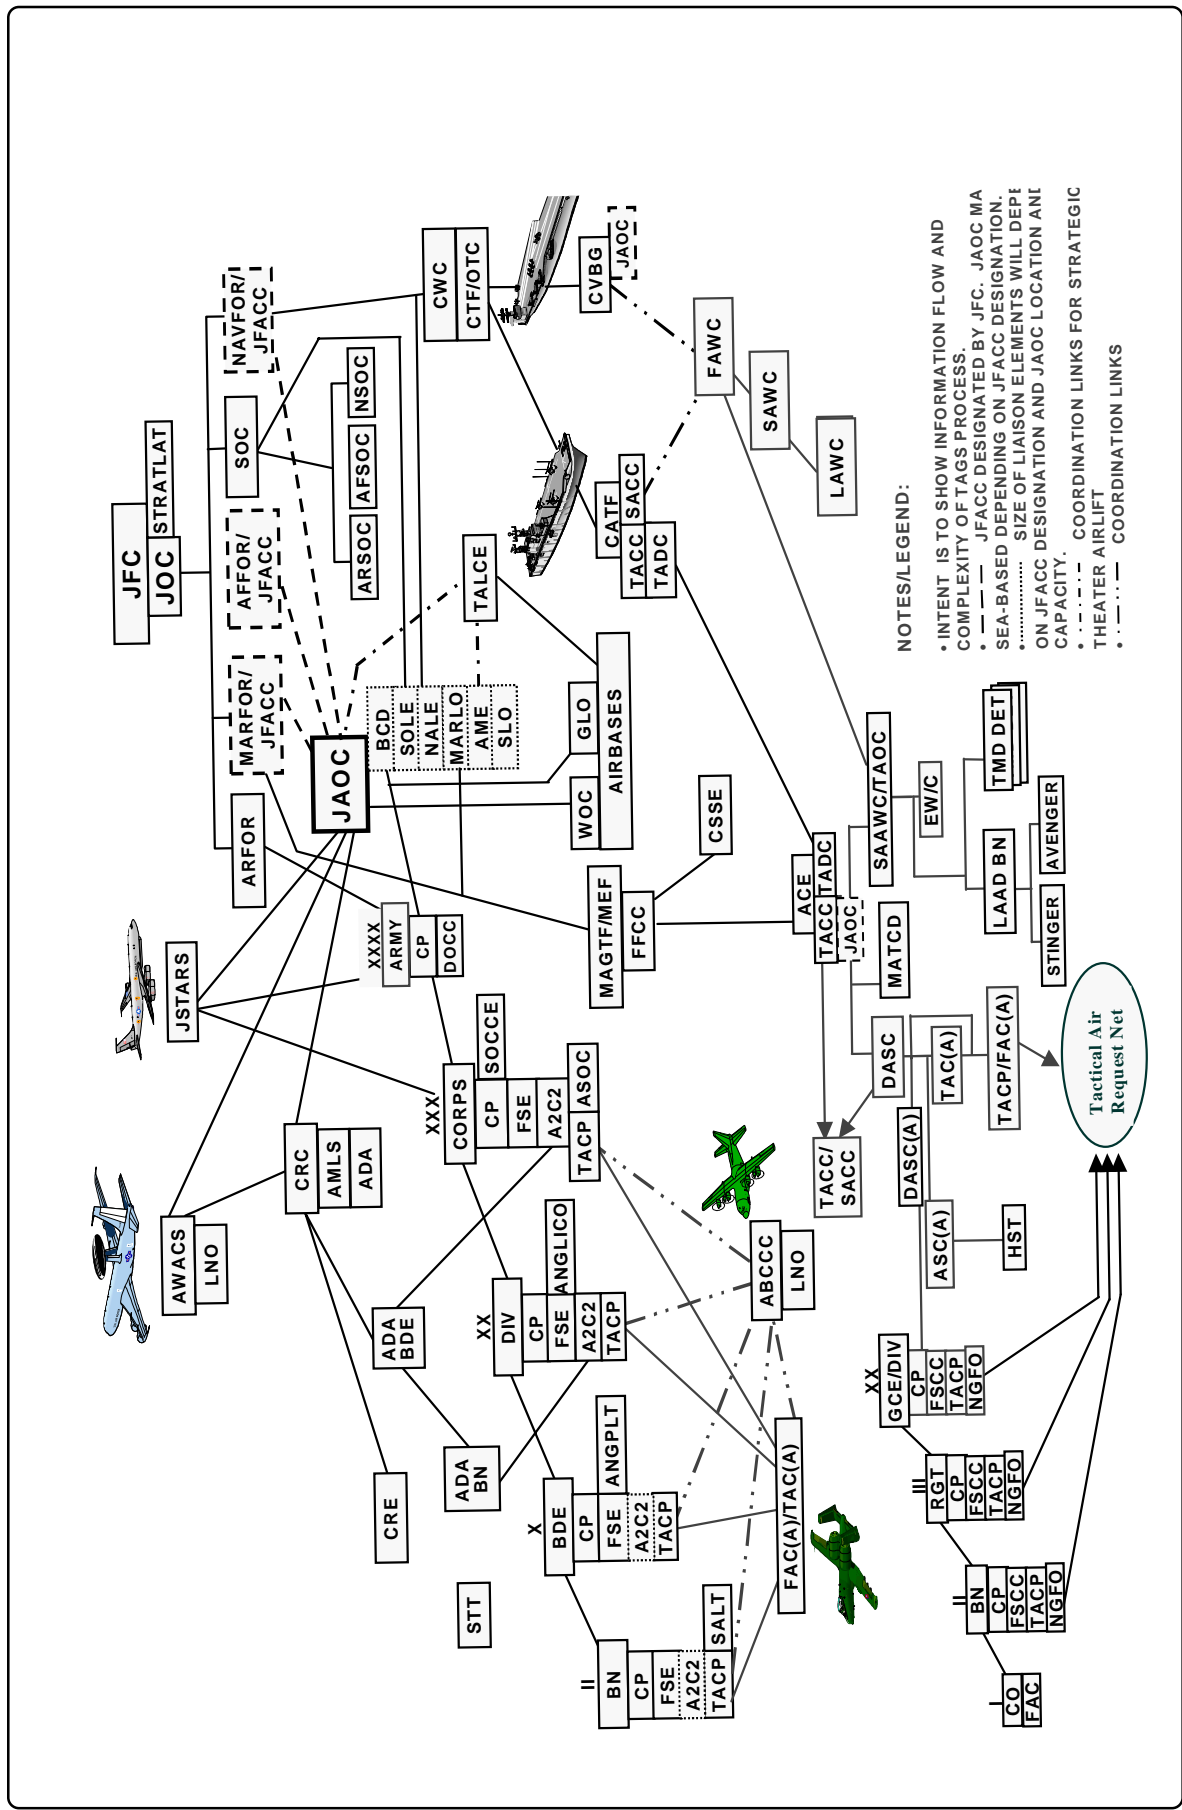 JFC
JOC
STRATLAT
MARFOR/
JFACC
AFFOR/
JFACC
NAVFOR/
JFACC
ARFOR
SOC
ARSOC
AFSOC
NSOC
JSTARS
AWACS
LNO
JAOC
BCD
SOLE
NALE
MARLO
AME
SLO
TALCE
WOC
GLO
AIRBASES
CWC
CTF/OTC
CVBG
JAOC
CATF
TACC
SACC
TADC
FAWC
SAWC
LAWC
CRC
AMLS
ADA
XXXX
ARMY
CP
DOCC
XXX
CORPS
CP
SOCCE
FSE
A2C2
TACP
ASOC
XX
DIV
CP
FSE
ANGLICO
A2C2
TACP
X
BDE
CP
FSE
ANGPLT
A2C2
TACP
II
BN
CP
FSE
A2C2
TACP
SALT
ADA
BDE
ADA
BN
CRE
STT
MAGTF/MEF
FFCC
CSSE
ACE
TACC
TADC
JAOC
SAAWC/TAOC
EW/C
MATCD
LAAD BN
TMD DET
STINGER
AVENGER
DASC
TAC(A)
TACP/FAC(A)
TACC/
SACC
DASC(A)
ASC(A)
HST
ABCCC
LNO
FAC(A)/TAC(A)
XX
GCE/DIV
CP
FSCC
TACP
NGFO
III
RGT
CP
FSCC
TACP
NGFO
II
BN
CP
FSCC
TACP
NGFO
I
CO
FAC
Tactical Air
Request Net
NOTES/LEGEND:
• INTENT IS TO SHOW INFORMATION FLOW AND
COMPLEXITY OF TAGS PROCESS.
• JFACC DESIGNATED BY JFC. JAOC MA
SEA-BASED DEPENDING ON JFACC DESIGNATION.
• SIZE OF LIAISON ELEMENTS WILL DEPE
ON JFACC DESIGNATION AND JAOC LOCATION AND
CAPACITY.
• COORDINATION LINKS FOR STRATEGIC
THEATER AIRLIFT
• COORDINATION LINKS